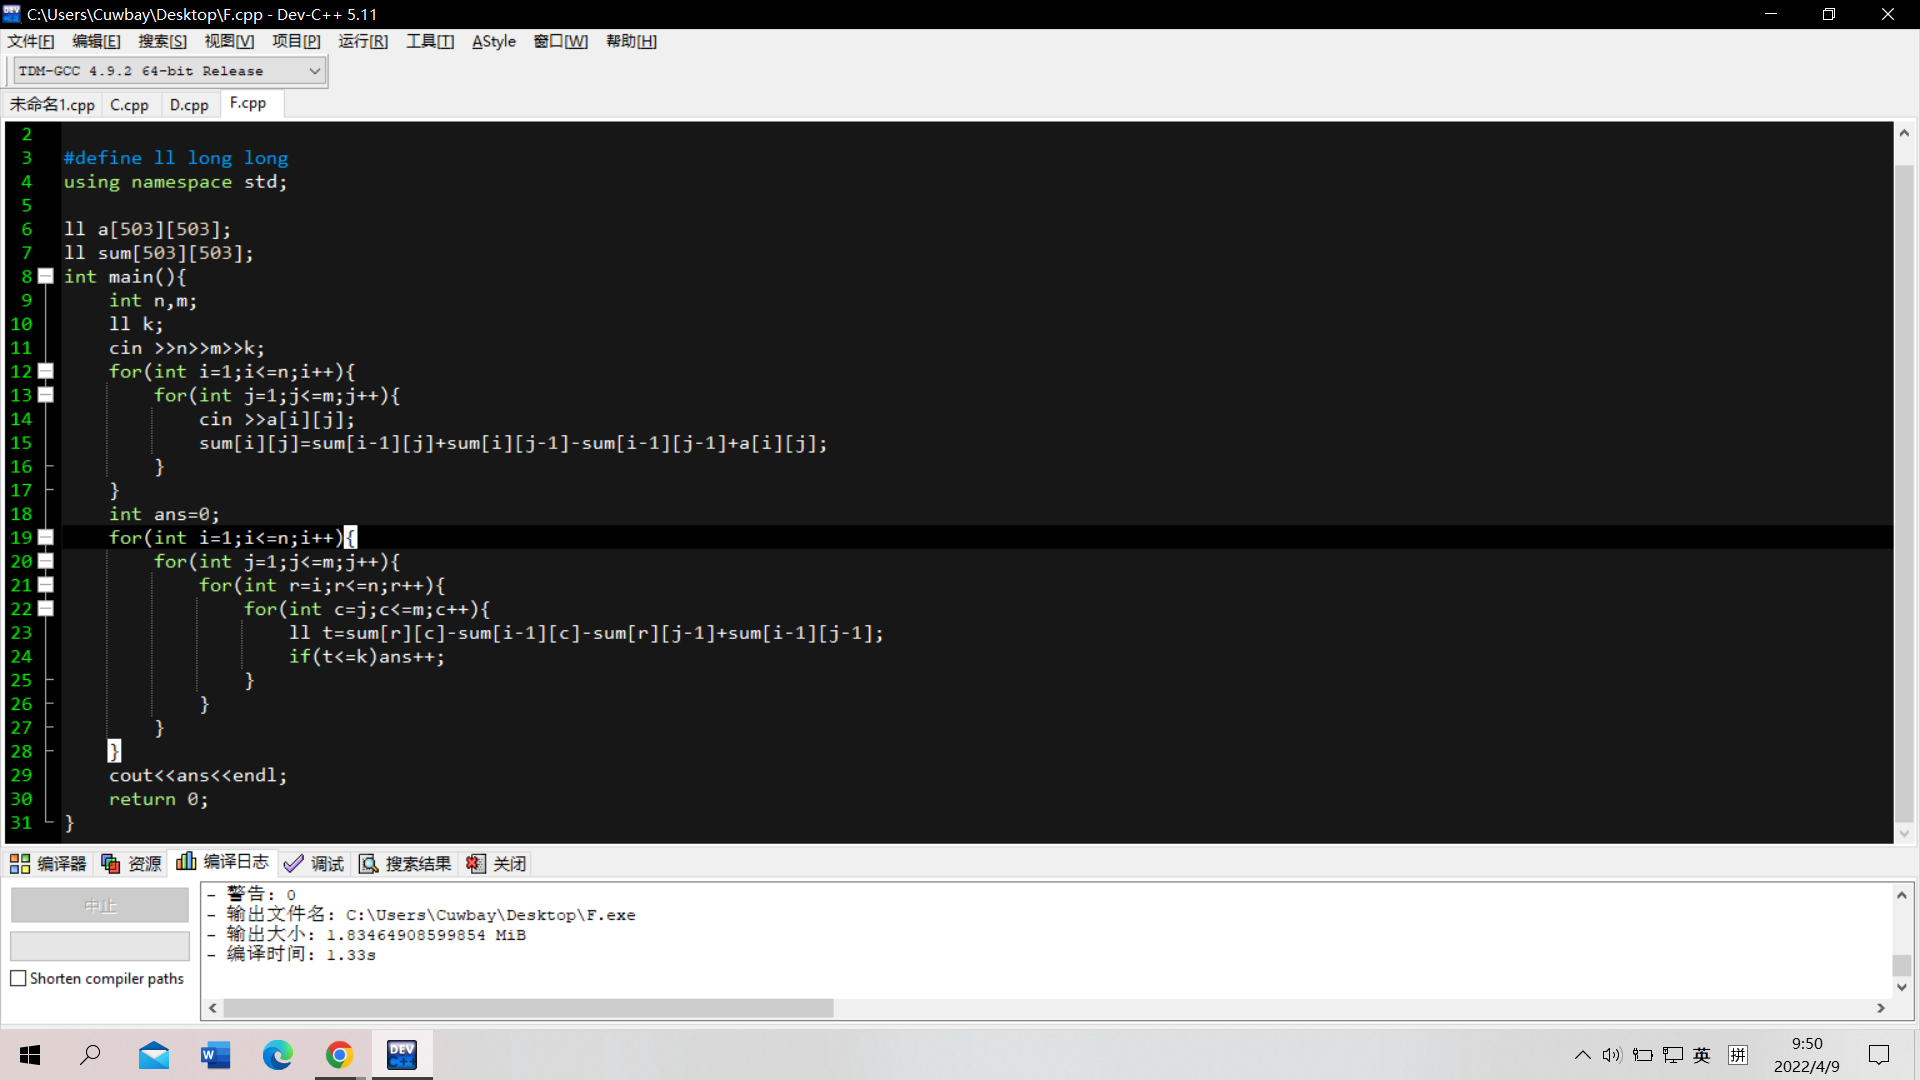 C:\Users\Cuwbay\Desktop\F.cpp - Dev-C++ 5.11
文件[F] 编辑[E] 搜索[S] 视图[V] 项目[P] 运行[R] 工具[T] AStyle 窗口[W] 帮助[H]
TDM-GCC 4.9.2 64-bit Release
未命名1.cpp C.cpp D.cpp F.cpp
2
3 #define ll long long
4 using namespace std;
5
6 ll a[503][503];
7 ll sum[503][503];
8 int main(){
9 int n,m;
10 ll k;
11 cin >>n>>m>>k;
12 for(int i=1;i<=n;i++){
13 for(int j=1;j<=m;j++){
14 cin >>a[i][j];
15 sum[i][j]=sum[i-1][j]+sum[i][j-1]-sum[i-1][j-1]+a[i][j];
16 }
17 }
18 int ans=0;
19 for(int i=1;i<=n;i++){
20 for(int j=1;j<=m;j++){
21 for(int r=i;r<=n;r++){
22 for(int c=j;c<=m;c++){
23 ll t=sum[r][c]-sum[i-1][c]-sum[r][j-1]+sum[i-1][j-1];
24 if(t<=k)ans++;
25 }
26 }
27 }
28 }
29 cout<<ans<<endl;
30 return 0;
31 }
编译器 资源 编译日志 调试 搜索结果 关闭
中止
Shorten compiler paths
- 警告: 0
- 输出文件名: C:\Users\Cuwbay\Desktop\F.exe
- 输出大小: 1.83464908599854 MiB
- 编译时间: 1.33s
DEV C++
英 拼
9:50
2022/4/9